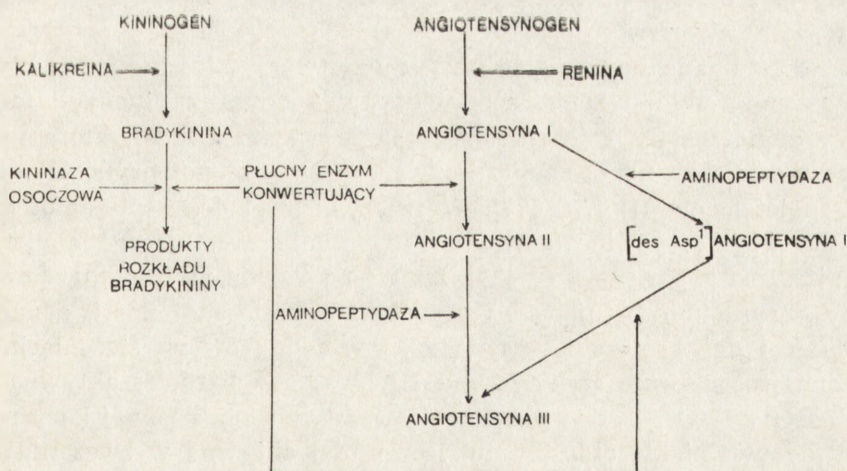 KININOGEN ANGIOTENSYNOGEN
KALIKREINA RENINA
BRADYKININA ANGIOTENSYNA I
KININAZA
OSOCZOWA
PŁUCNY ENZYM
KONWERTUJĄCY
AMINOPEPTYDAZA
PRODUKTY
ROZKŁADU
BRADYKININY
ANGIOTENSYNA II
[des Asp¹] ANGIOTENSYNA I
AMINOPEPTYDAZA
ANGIOTENSYNA III